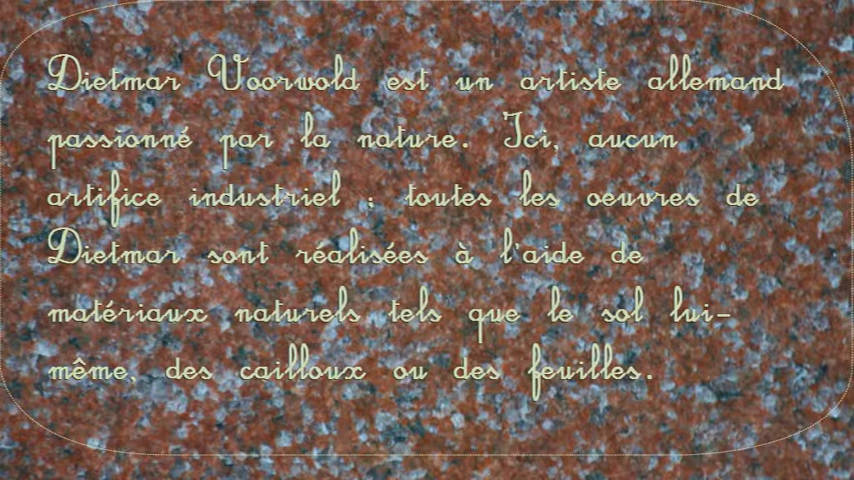 Dietmar Voorwold est un artiste allemand
passionné par la nature. Ici, aucun
artifice industriel ; toutes les oeuvres de
Dietmar sont réalisées à l'aide de
matériaux naturels tels que le sol lui-
même, des cailloux ou des feuilles.